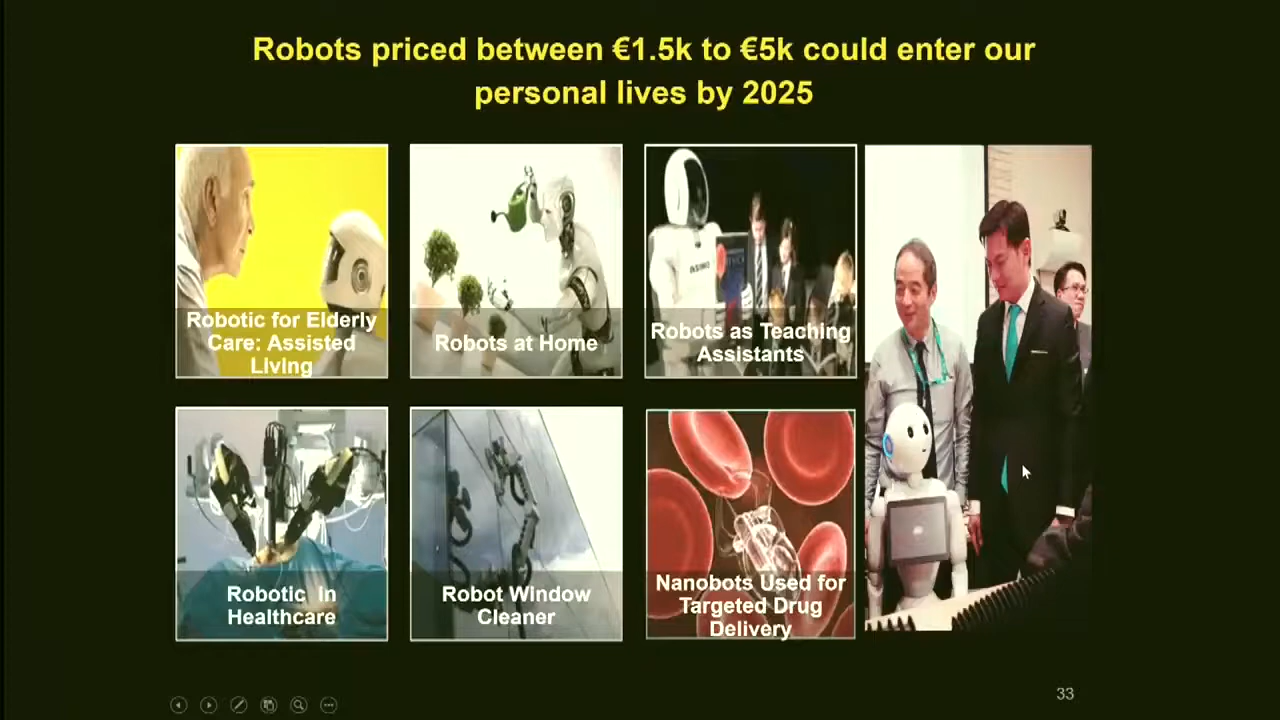 Robots priced between €1.5k to €5k could enter our
personal lives by 2025
Robotic for Elderly
Care: Assisted
Living
Robots at Home
ASIMO
Robots as Teaching
Assistants
Robotic in
Healthcare
Robot Window
Cleaner
Nanobots Used for
Targeted Drug
Delivery
33